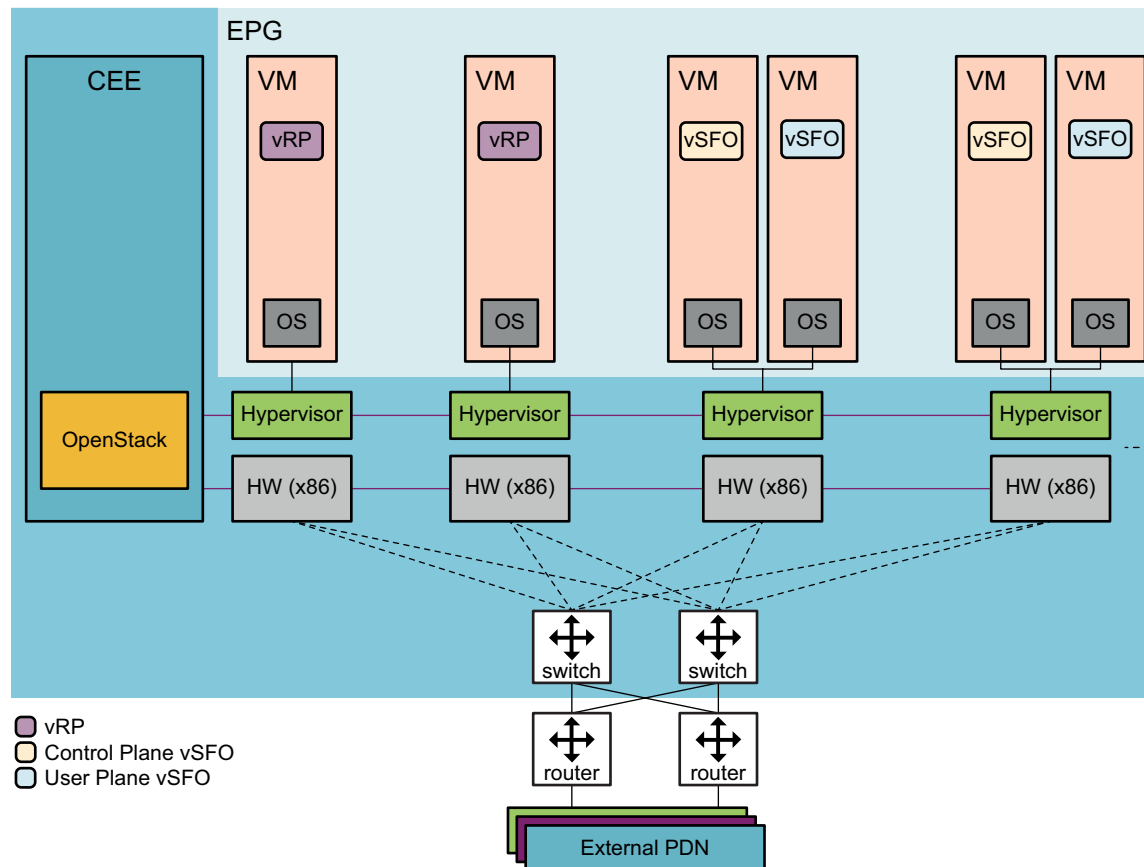 EPG
CEE
VM
VM
VM
VM
VM
VM
vRP
vRP
vSFO
vSFO
vSFO
vSFO
OS
OS
OS
OS
OS
OS
OpenStack
Hypervisor
Hypervisor
Hypervisor
Hypervisor
HW (x86)
HW (x86)
HW (x86)
HW (x86)
switch
switch
router
router
vRP
Control Plane vSFO
User Plane vSFO
External PDN